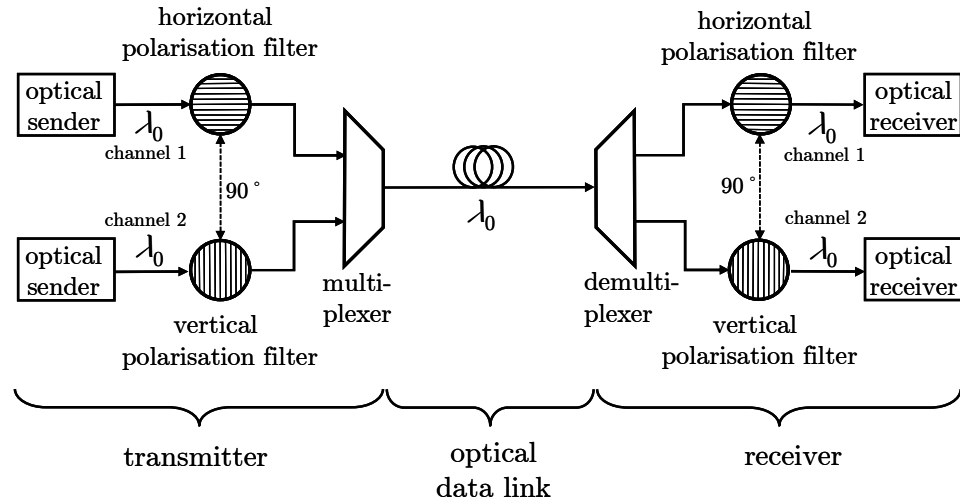 horizontal
polarisation filter
horizontal
polarisation filter
optical
sender
λ₀
channel 1
optical
receiver
λ₀
channel 1
90°
90°
channel 2
λ₀
optical
sender
λ₀
channel 2
λ₀
optical
receiver
multi-
plexer
demulti-
plexer
vertical
polarisation filter
vertical
polarisation filter
transmitter
optical
data link
receiver